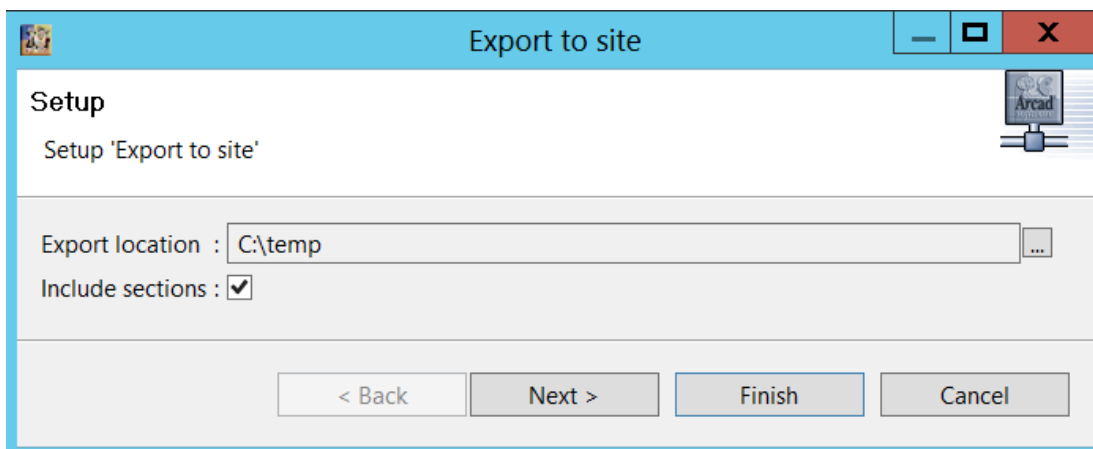 Export to site
Setup
Setup 'Export to site'
Arcad
Export location : C:\temp ...
Include sections :
< Back Next > Finish Cancel